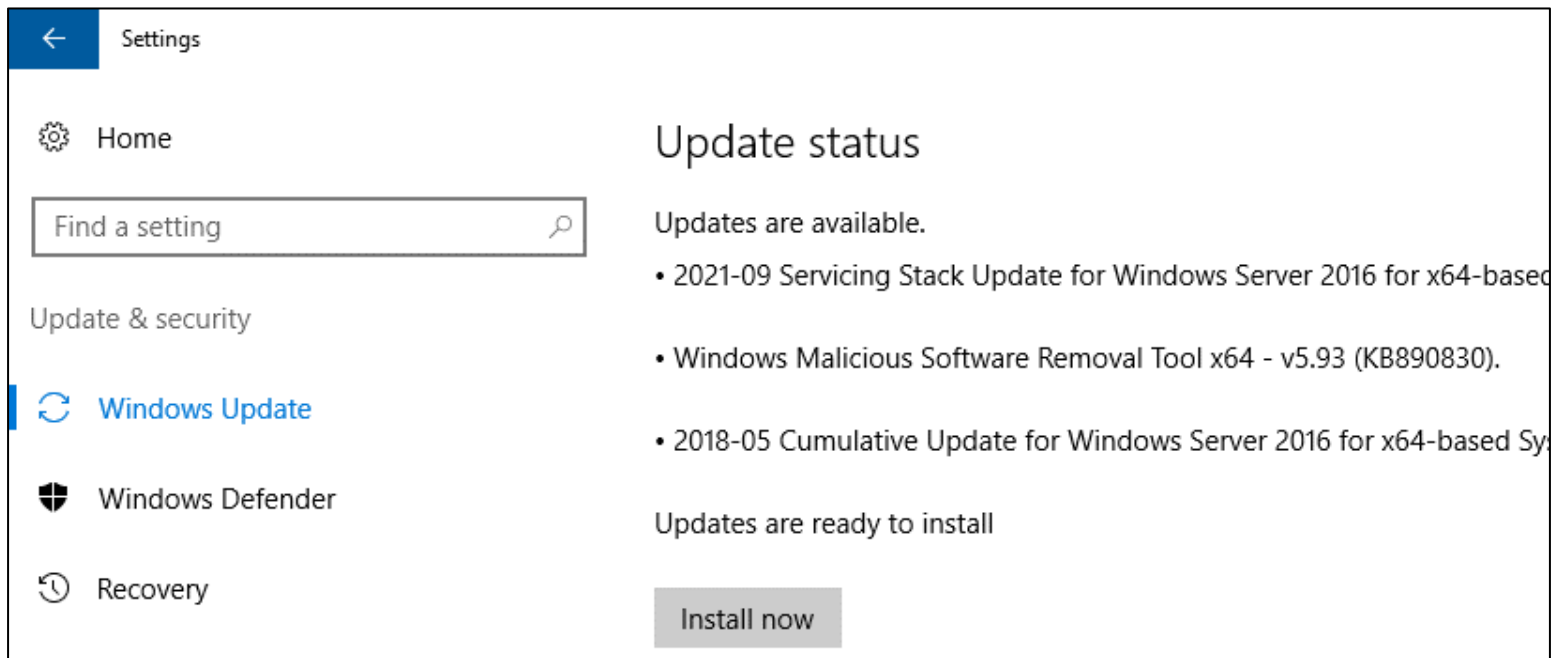 Settings
Home
Find a setting
Update & security
Windows Update
Windows Defender
Recovery
Update status
Updates are available.
• 2021-09 Servicing Stack Update for Windows Server 2016 for x64-based
• Windows Malicious Software Removal Tool x64 - v5.93 (KB890830).
• 2018-05 Cumulative Update for Windows Server 2016 for x64-based
Updates are ready to install
Install now